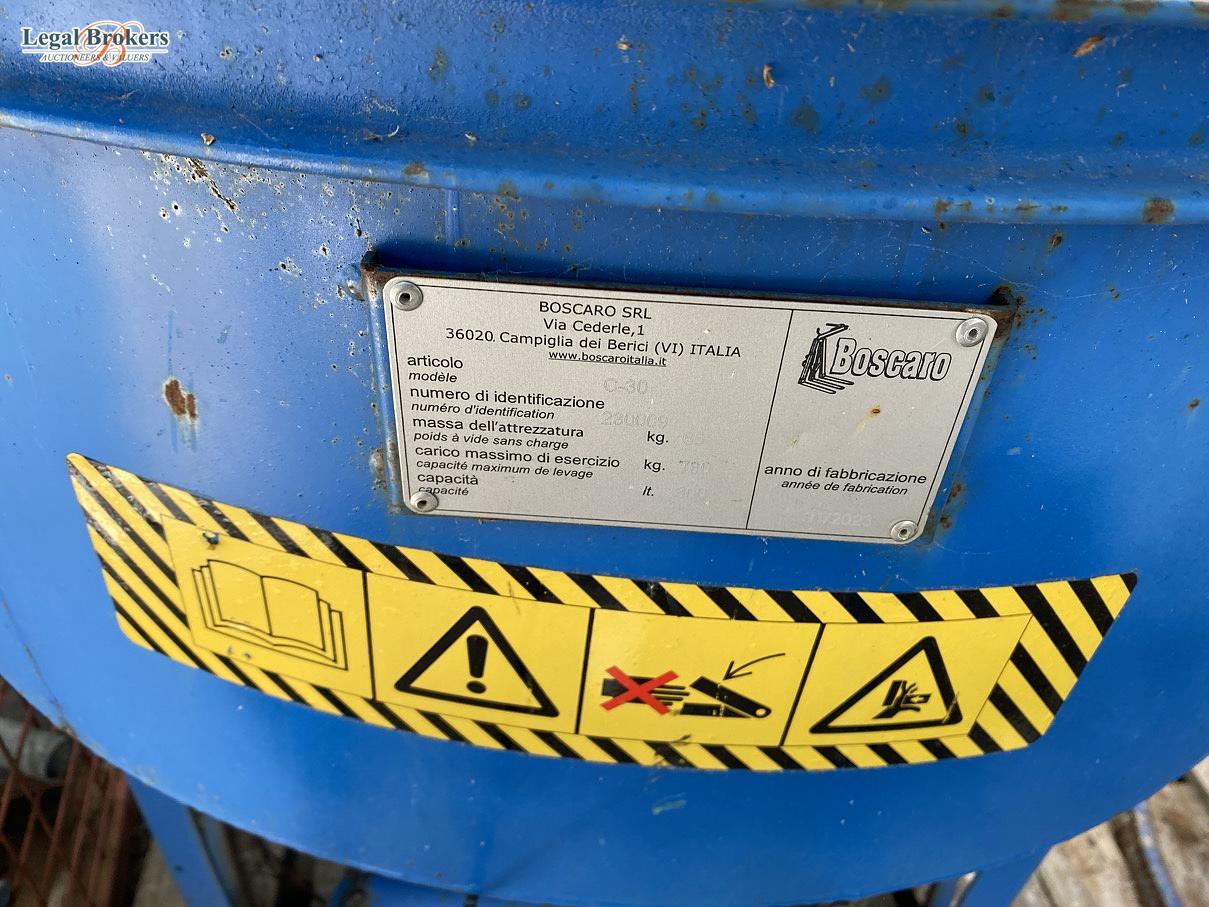 Legal Brokers
AUCTIONEERS & VALUERS
BOSCARO SRL
Via Cederle,1
36020 Campiglia dei Berici (VI) ITALIA
www.boscaroitalia.it
articolo
modèle
C-30
numero di identificazione
numéro d'identification
230009
massa dell'attrezzatura
poids à vide sans charge
kg.
carico massimo di esercizio
capacité maximum de levage
kg.
capacità
capacité
lt.
Boscaro
anno di fabbricazione
année de fabrication